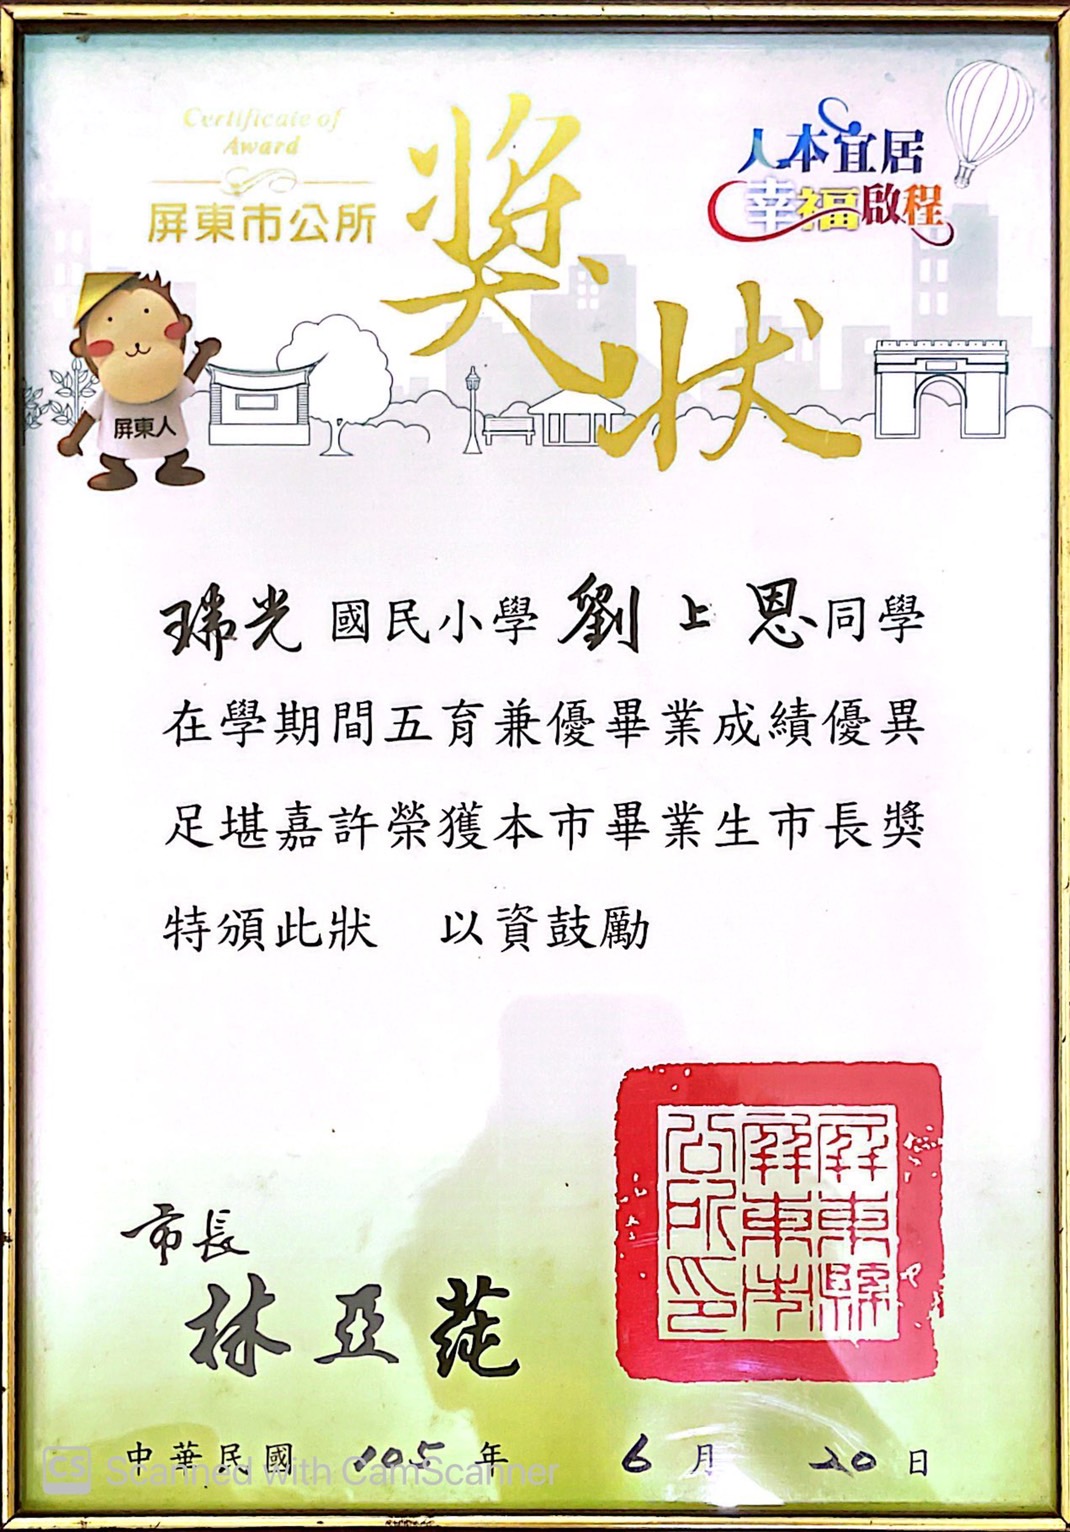 Certificate of
Award
屏東市公所
獎狀
人本宜居
幸福啟程
屏東人
瑞光 國民小學 劉上恩 同學
在學期間五育兼優畢業成績優異
足堪嘉許榮獲本市畢業生市長獎
特頒此狀　以資鼓勵
屏東縣
屏東市
公所印
市長
林亞蒓
中華民國 105 年 6 月 20 日
CS Scanned with CamScanner